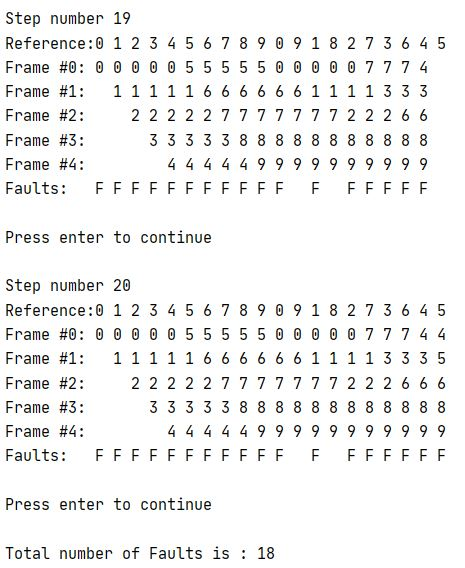 Step number 19
Reference:0 1 2 3 4 5 6 7 8 9 0 9 1 8 2 7 3 6 4 5
Frame #0: 0 0 0 0 0 5 5 5 5 5 0 0 0 0 0 7 7 7 4
Frame #1:   1 1 1 1 1 6 6 6 6 6 6 1 1 1 1 3 3 3
Frame #2:     2 2 2 2 2 7 7 7 7 7 7 7 2 2 2 6 6
Frame #3:       3 3 3 3 3 8 8 8 8 8 8 8 8 8 8 8
Frame #4:         4 4 4 4 4 9 9 9 9 9 9 9 9 9 9
Faults:   F F F F F F F F F F F   F   F F F F F
Press enter to continue
Step number 20
Reference:0 1 2 3 4 5 6 7 8 9 0 9 1 8 2 7 3 6 4 5
Frame #0: 0 0 0 0 0 5 5 5 5 5 0 0 0 0 0 7 7 7 4 4
Frame #1:   1 1 1 1 1 6 6 6 6 6 6 1 1 1 1 3 3 3 5
Frame #2:     2 2 2 2 2 7 7 7 7 7 7 7 2 2 2 6 6 6
Frame #3:       3 3 3 3 3 8 8 8 8 8 8 8 8 8 8 8 8
Frame #4:         4 4 4 4 4 9 9 9 9 9 9 9 9 9 9 9
Faults:   F F F F F F F F F F F   F   F F F F F F
Press enter to continue
Total number of Faults is : 18